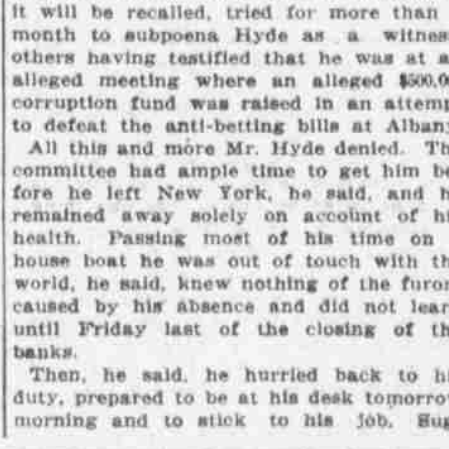 it will be recalled, tried for more than
month to subpoena Hyde as a witnes
others having testified that he was at a
alleged meeting where an alleged $500,00
corruption fund was raised in an attemp
to defeat the anti-betting bills at Albany
All this and more Mr. Hyde denied. Th
committee had ample time to get him be
fore he left New York, he said, and h
remained away solely on account of hi
health. Passing most of his time on
house boat he was out of touch with th
world, he said, knew nothing of the furor
caused by his absence and did not lear
until Friday last of the closing of th
banks.
Then, he said, he hurried back to hi
duty, prepared to be at his desk tomorrow
morning and to stick to his job. Sug